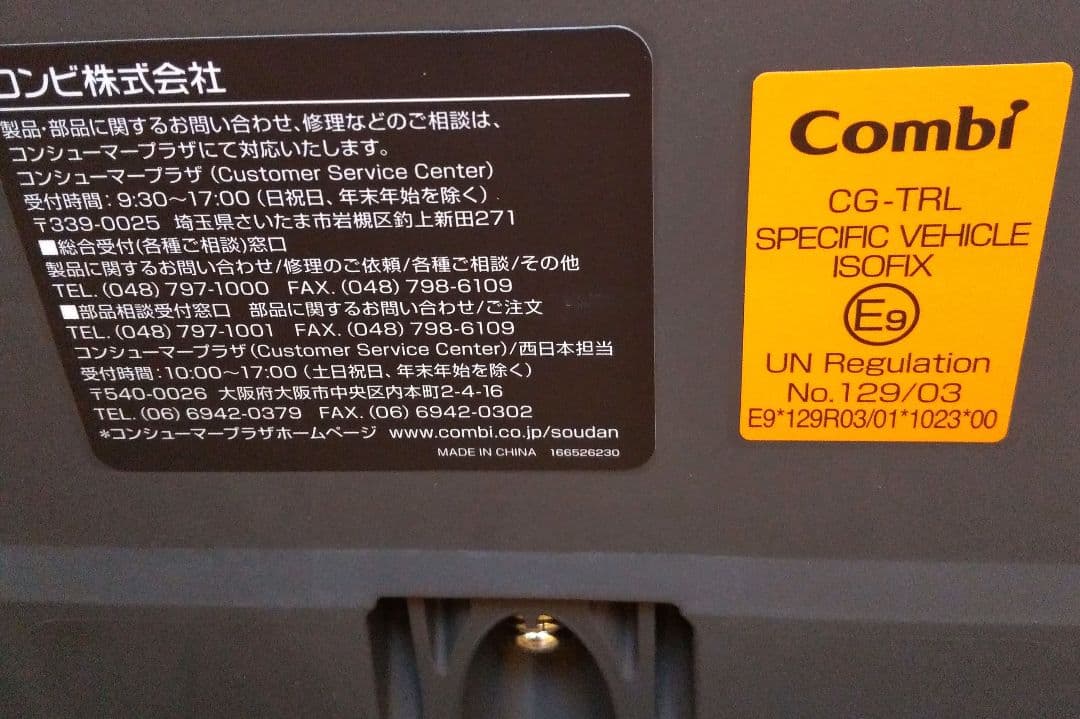 コンビ株式会社
製品・部品に関するお問い合わせ、修理などのご相談は、
コンシューマープラザにて対応いたします。
コンシューマープラザ(Customer Service Center)
受付時間:9:30〜17:00(日祝日、年末年始を除く)
〒339-0025 埼玉県さいたま市岩槻区釣上新田271
■総合受付(各種ご相談)窓口
製品に関するお問い合わせ/修理のご依頼/各種ご相談/その他
TEL.(048)797-1000 FAX.(048)798-6109
■部品相談受付窓口 部品に関するお問い合わせ/ご注文
TEL.(048)797-1001 FAX.(048)798-6109
コンシューマープラザ(Customer Service Center)/西日本担当
受付時間:10:00〜17:00(土日祝日、年末年始を除く)
〒540-0026 大阪府大阪市中央区内本町2-4-16
TEL.(06)6942-0379 FAX.(06)6942-0302
*コンシューマープラザホームページ www.combi.co.jp/soudan
MADE IN CHINA 166526230
Combi
CG-TRL
SPECIFIC VEHICLE
ISOFIX
E9
UN Regulation
No.129/03
E9*129R03/01*1023*00